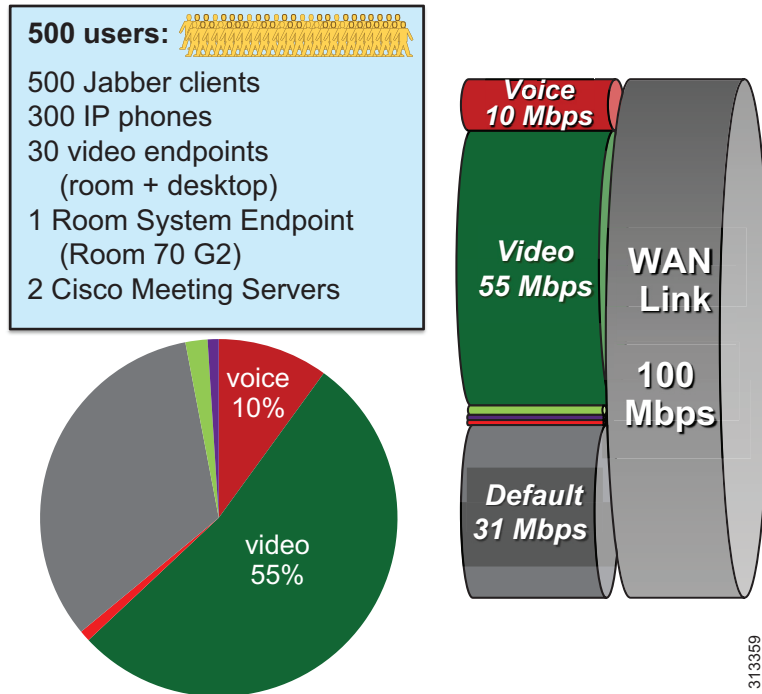 500 users:
500 Jabber clients
300 IP phones
30 video endpoints
(room + desktop)
1 Room System Endpoint
(Room 70 G2)
2 Cisco Meeting Servers
voice
10%
video
55%
Voice
10 Mbps
Video
55 Mbps
Default
31 Mbps
WAN
Link
100
Mbps
313359